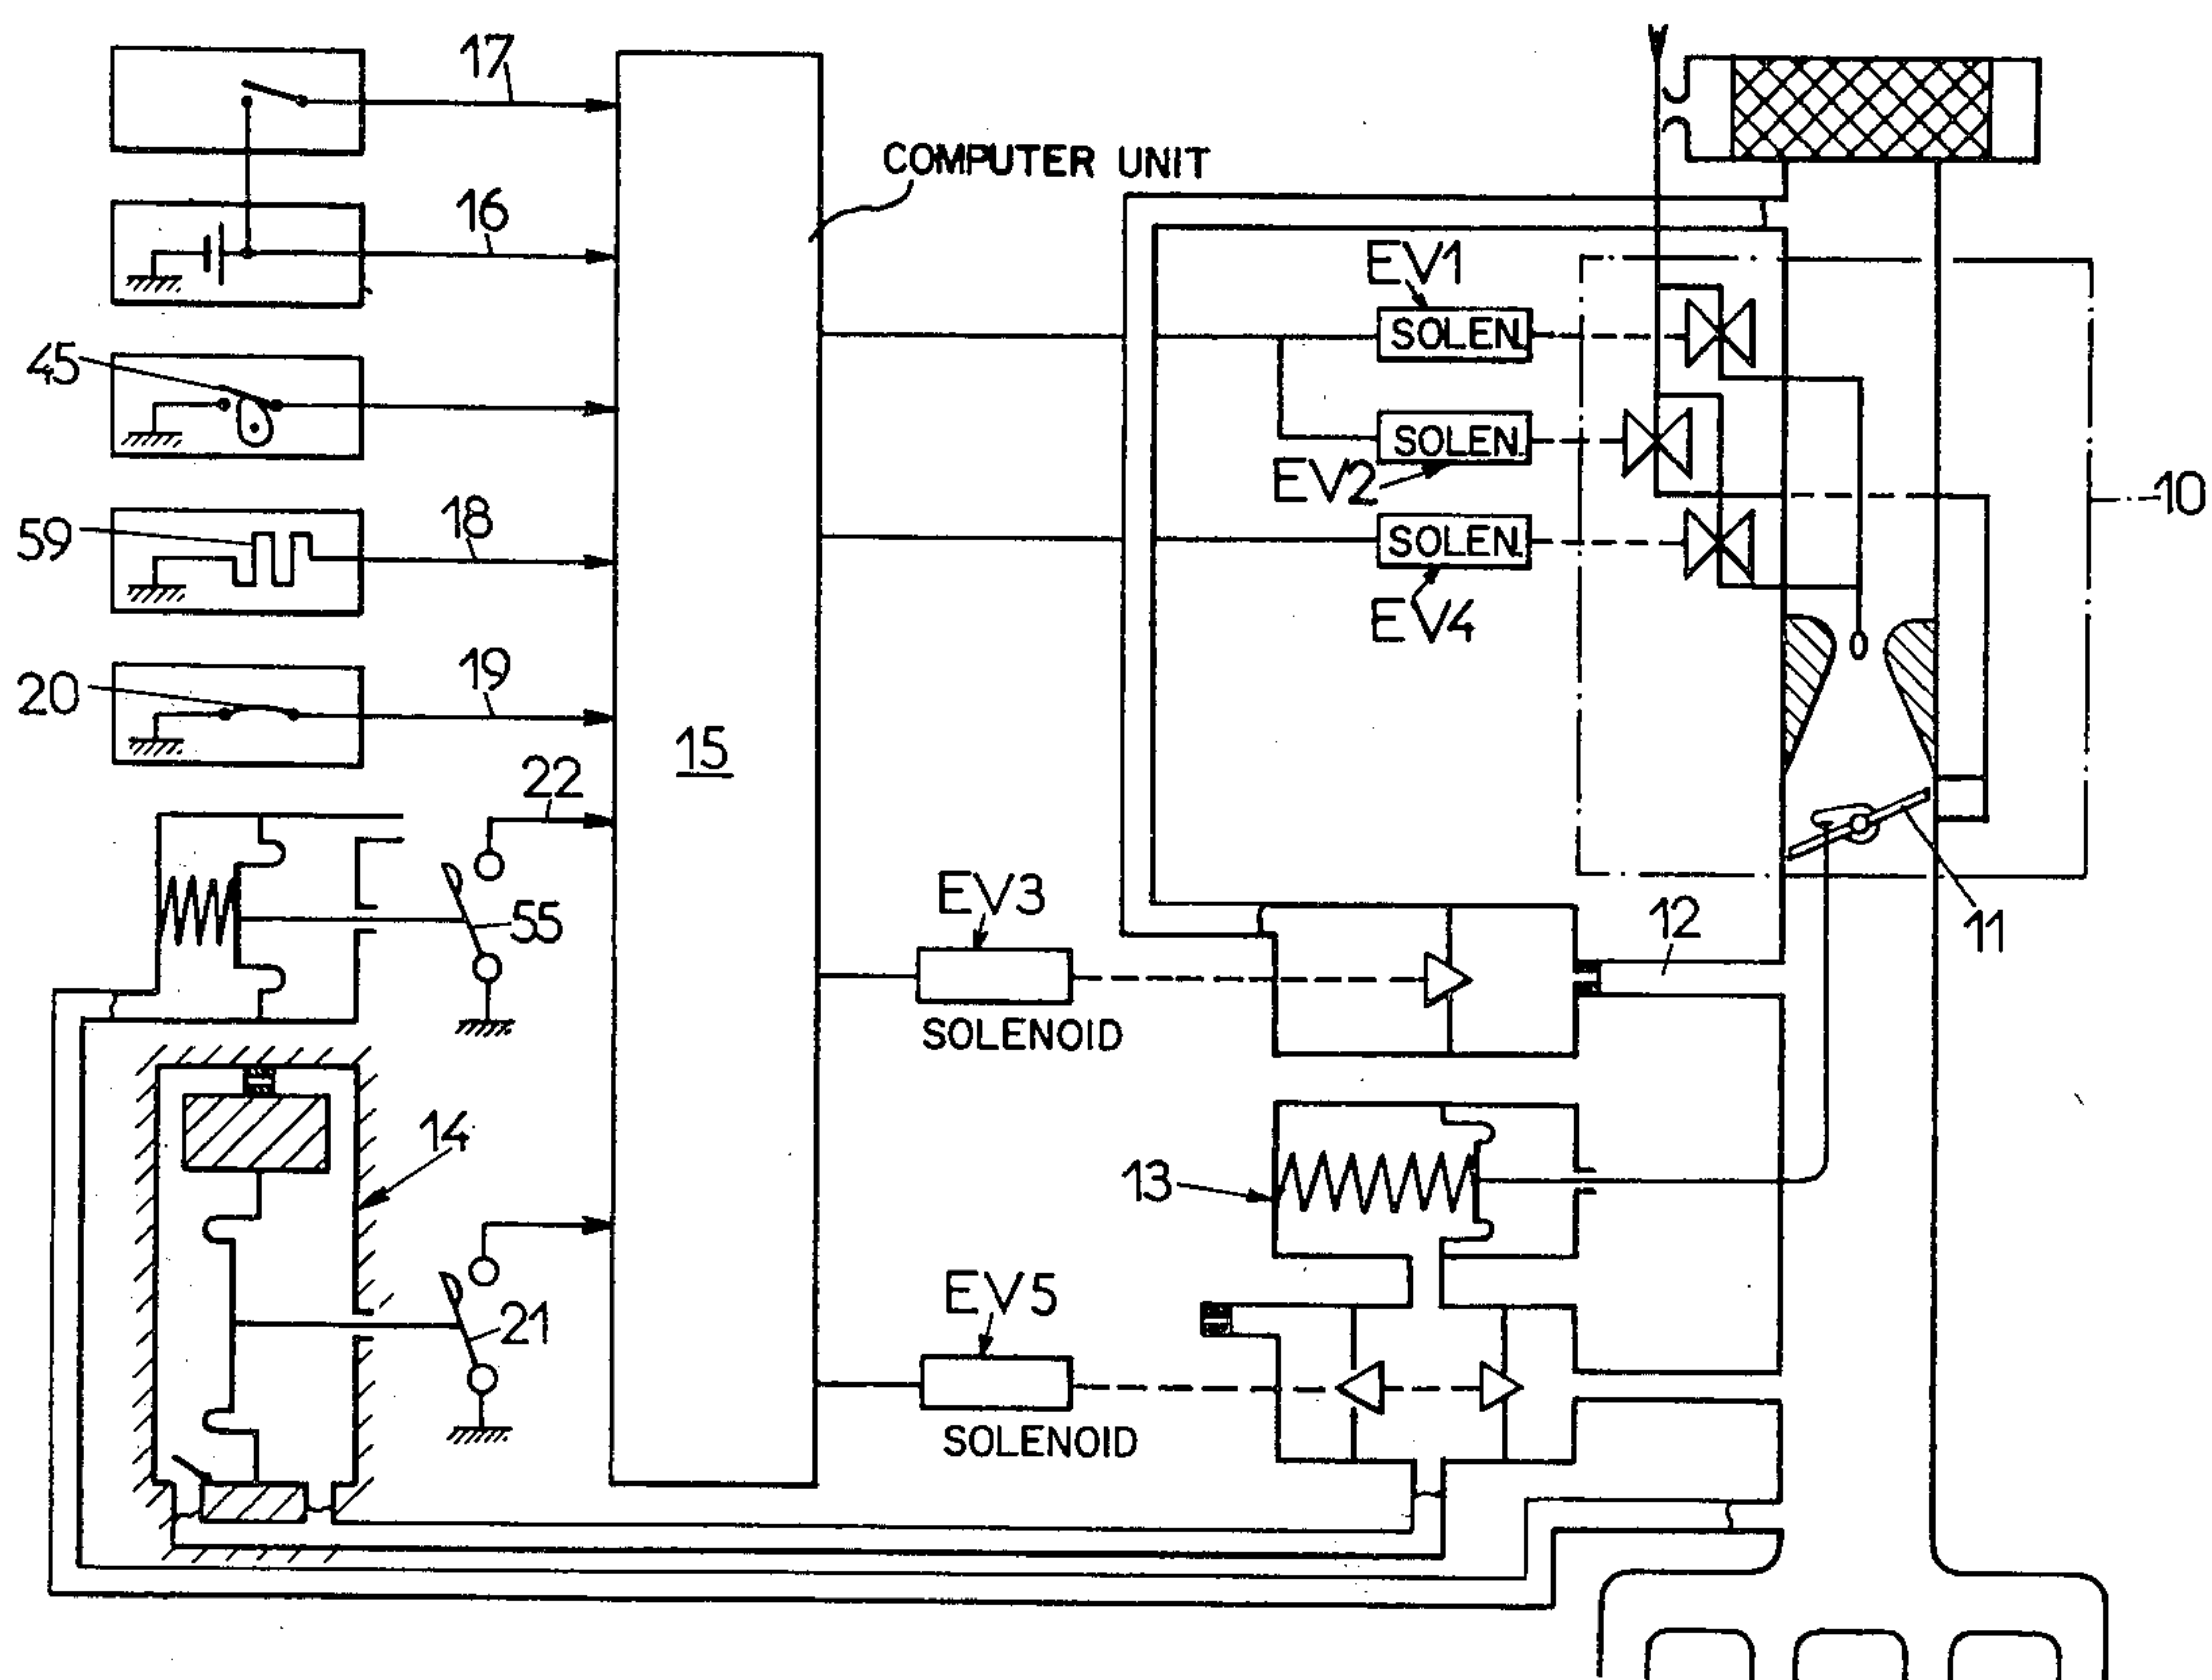 17
COMPUTER UNIT
16
EV1
SOLEN.
45
SOLEN.
EV2
10
18
59
SOLEN.
EV4
19
20
15
22
EV3
12
11
55
SOLENOID
14
13
EV5
21
SOLENOID